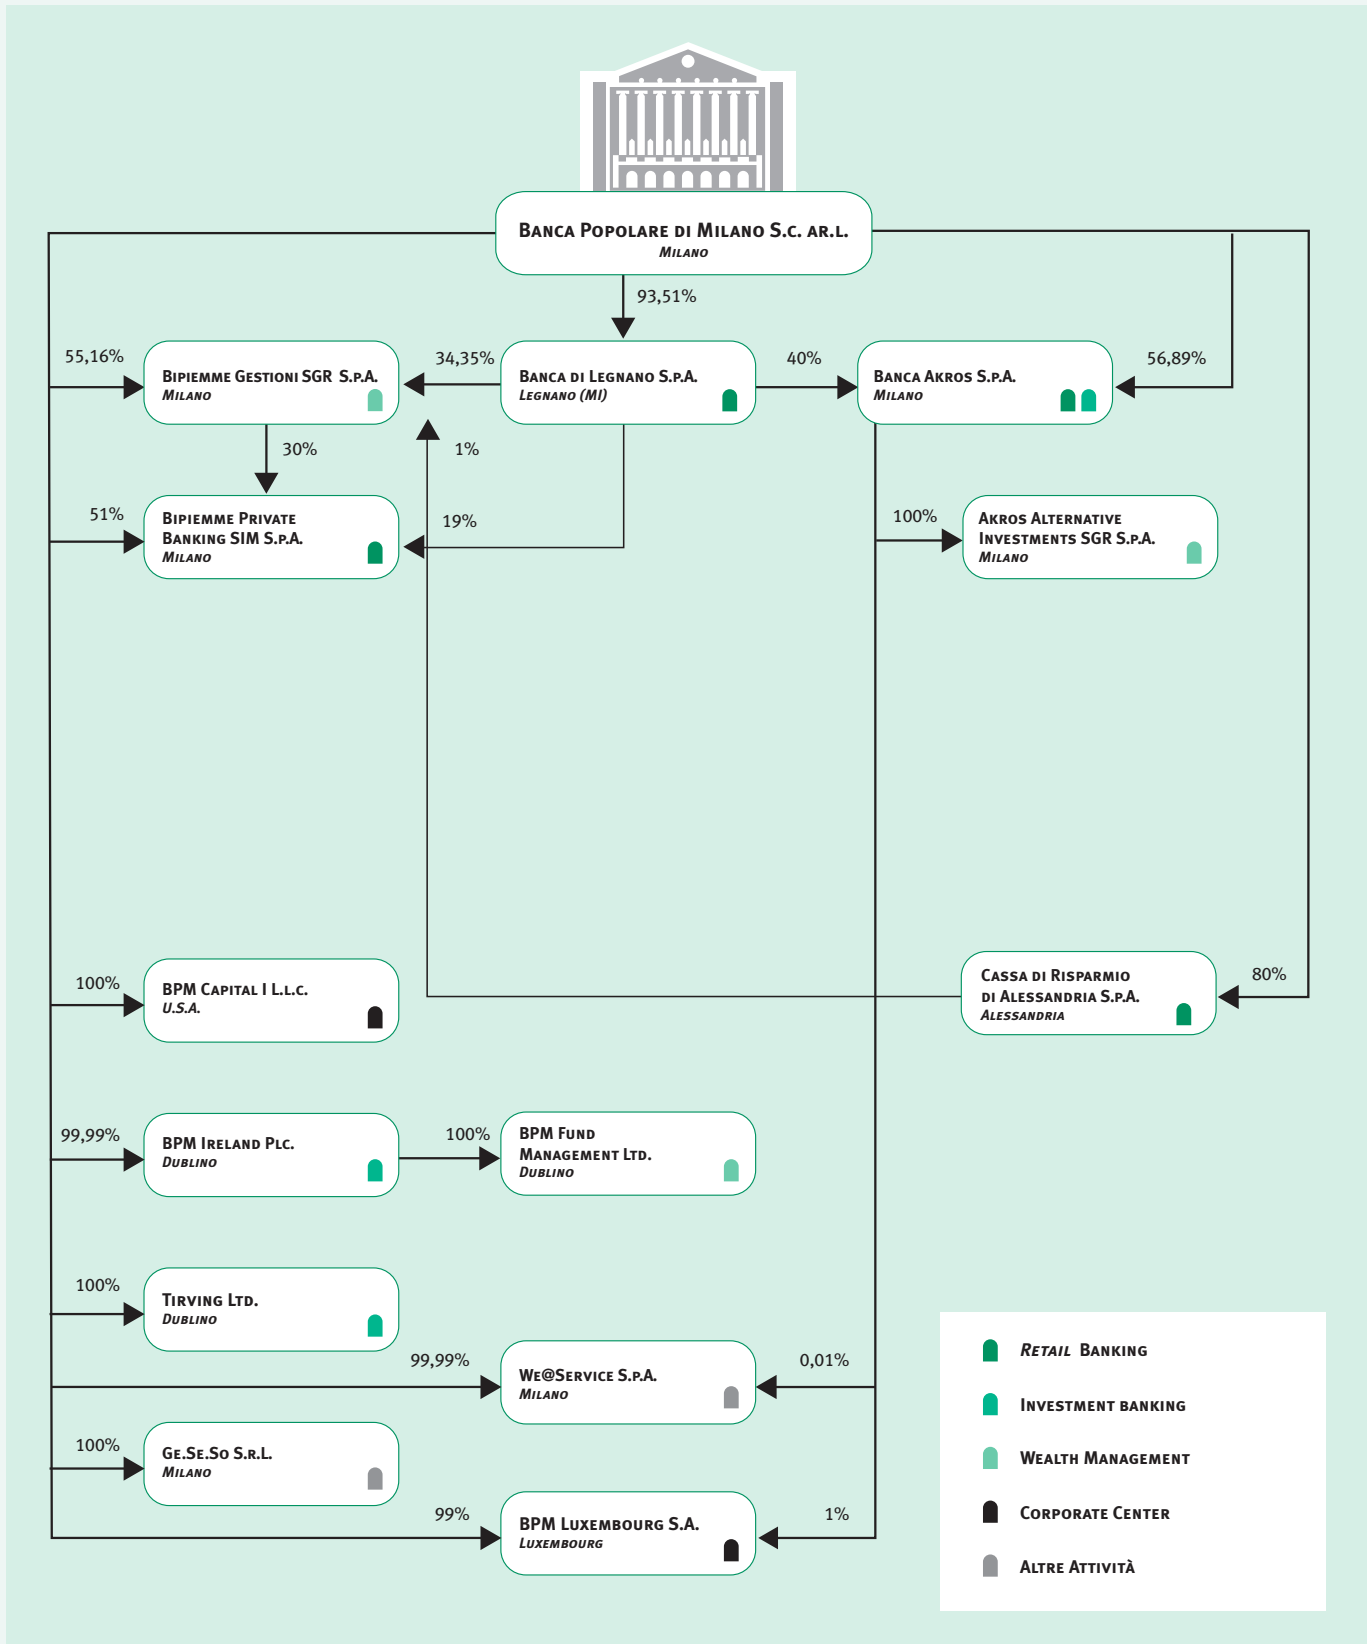 Banca Popolare di Milano S.c. ar.l.
Milano
93,51%
55,16%
34,35%
40%
56,89%
Bipiemme Gestioni SGR S.p.A.
Milano
Banca di Legnano S.p.A.
Legnano (MI)
Banca Akros S.p.A.
Milano
30%
1%
51%
19%
100%
Bipiemme Private
Banking SIM S.p.A.
Milano
Akros Alternative
Investments SGR S.p.A.
Milano
100%
BPM Capital I L.l.c.
U.S.A.
Cassa di Risparmio
di Alessandria S.p.A.
Alessandria
80%
99,99%
BPM Ireland Plc.
Dublino
100%
BPM Fund
Management Ltd.
Dublino
100%
Tirving Ltd.
Dublino
99,99%
We@Service S.p.A.
Milano
0,01%
100%
Ge.Se.So S.r.l.
Milano
99%
BPM Luxembourg S.A.
Luxembourg
1%
Retail Banking
Investment banking
Wealth Management
Corporate Center
Altre Attività